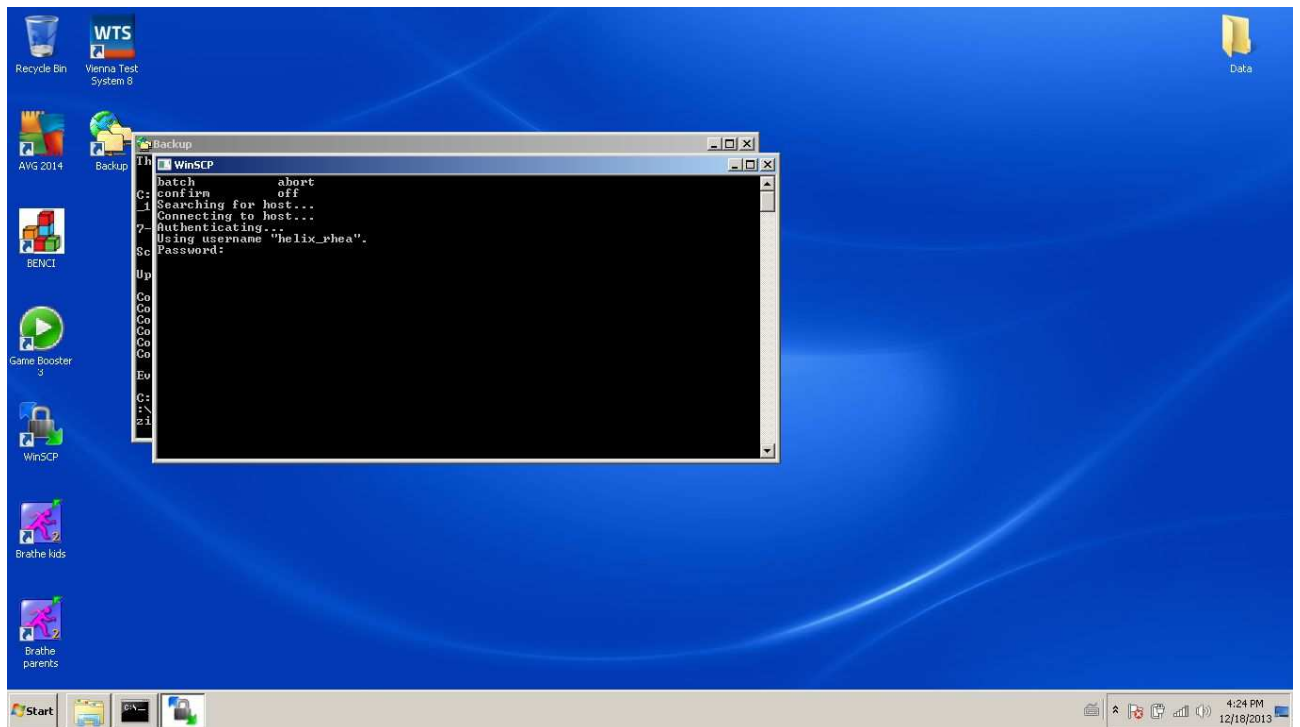 Recycle Bin
WTS
Vienna Test
System 8
Data
AVG 2014
Backup
Backup
Th
WinSCP
batch abort
confirm off
Searching for host...
Connecting to host...
Authenticating...
Using username "helix_rhea".
Password:
C:
_1
7-
Sc
Up
Co
Co
Co
Co
Co
Co
Ev
C:
:\
zi
BENCI
Game Booster
3
WinSCP
Brathe kids
Brathe
parents
Start
4:24 PM
12/18/2013